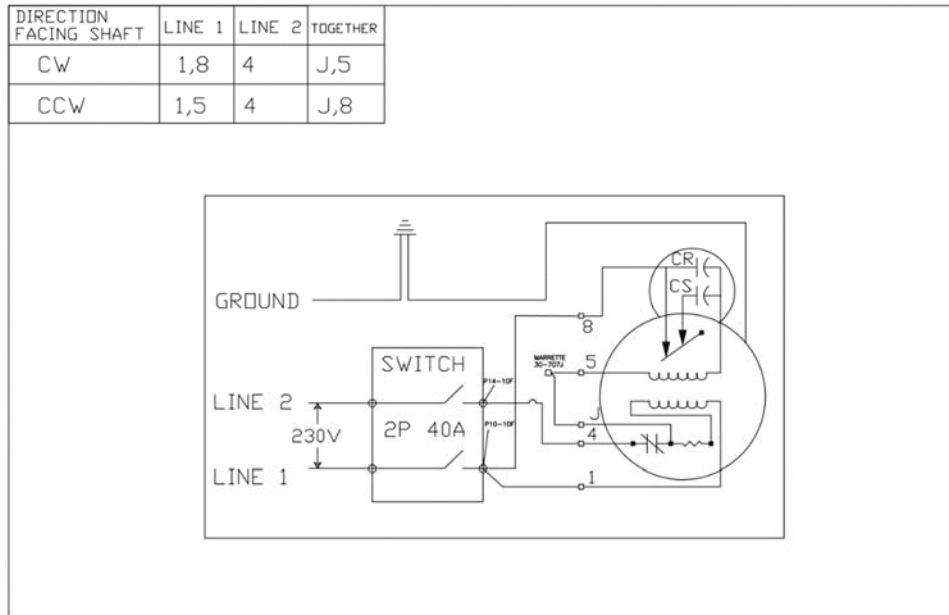 DIRECTION
FACING SHAFT
LINE 1
LINE 2
TOGETHER
CW
1,8
4
J,5
CCW
1,5
4
J,8
CR
CS
GROUND
8
SWITCH
MARRETTE
30-707J
5
P14-10F
LINE 2
J
230V
2P 40A
P10-10F
4
LINE 1
1